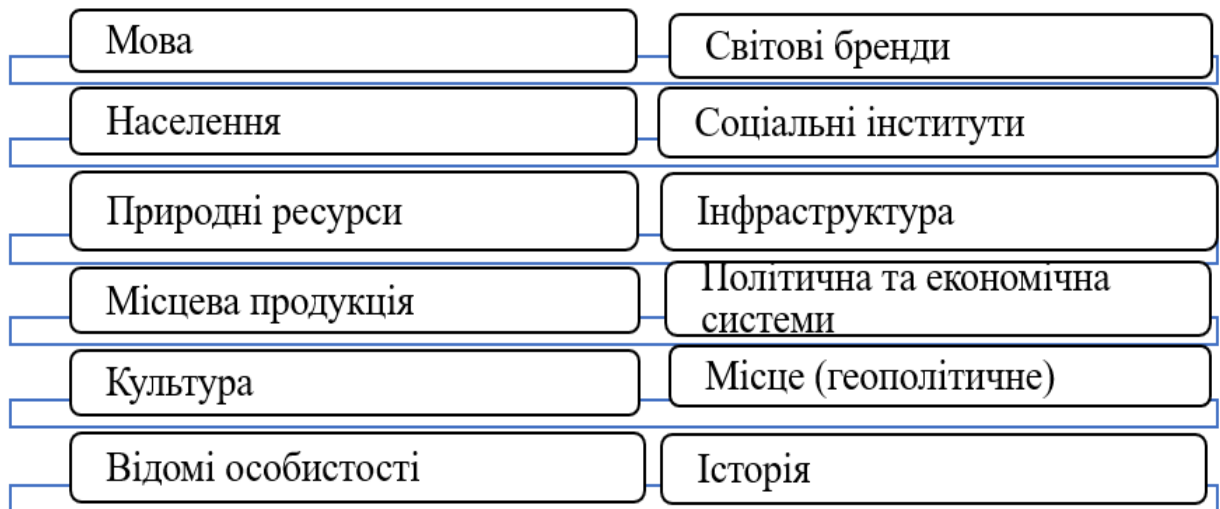 Мова
Світові бренди
Населення
Соціальні інститути
Природні ресурси
Інфраструктура
Місцева продукція
Політична та економічна
системи
Культура
Місце (геополітичне)
Відомі особистості
Історія